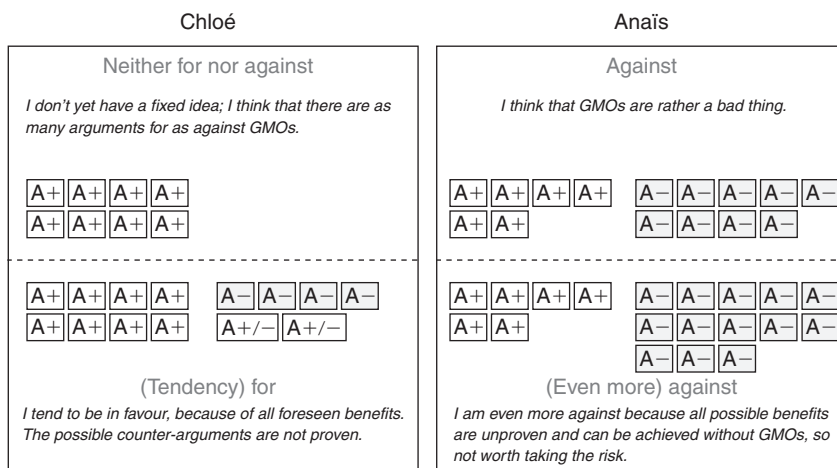 Chloé
Neither for nor against
I don't yet have a fixed idea; I think that there are as
many arguments for as against GMOs.
A+ A+ A+ A+
A+ A+ A+ A+
A+ A+ A+ A+ A− A− A− A−
A+ A+ A+ A+ A+/− A+/−
(Tendency) for
I tend to be in favour, because of all foreseen benefits.
The possible counter-arguments are not proven.
Anaïs
Against
I think that GMOs are rather a bad thing.
A+ A+ A+ A+ A− A− A− A− A−
A+ A+ A− A− A− A−
A+ A+ A+ A+ A− A− A− A− A−
A+ A+ A− A− A− A− A−
A− A− A−
(Even more) against
I am even more against because all possible benefits
are unproven and can be achieved without GMOs, so
not worth taking the risk.